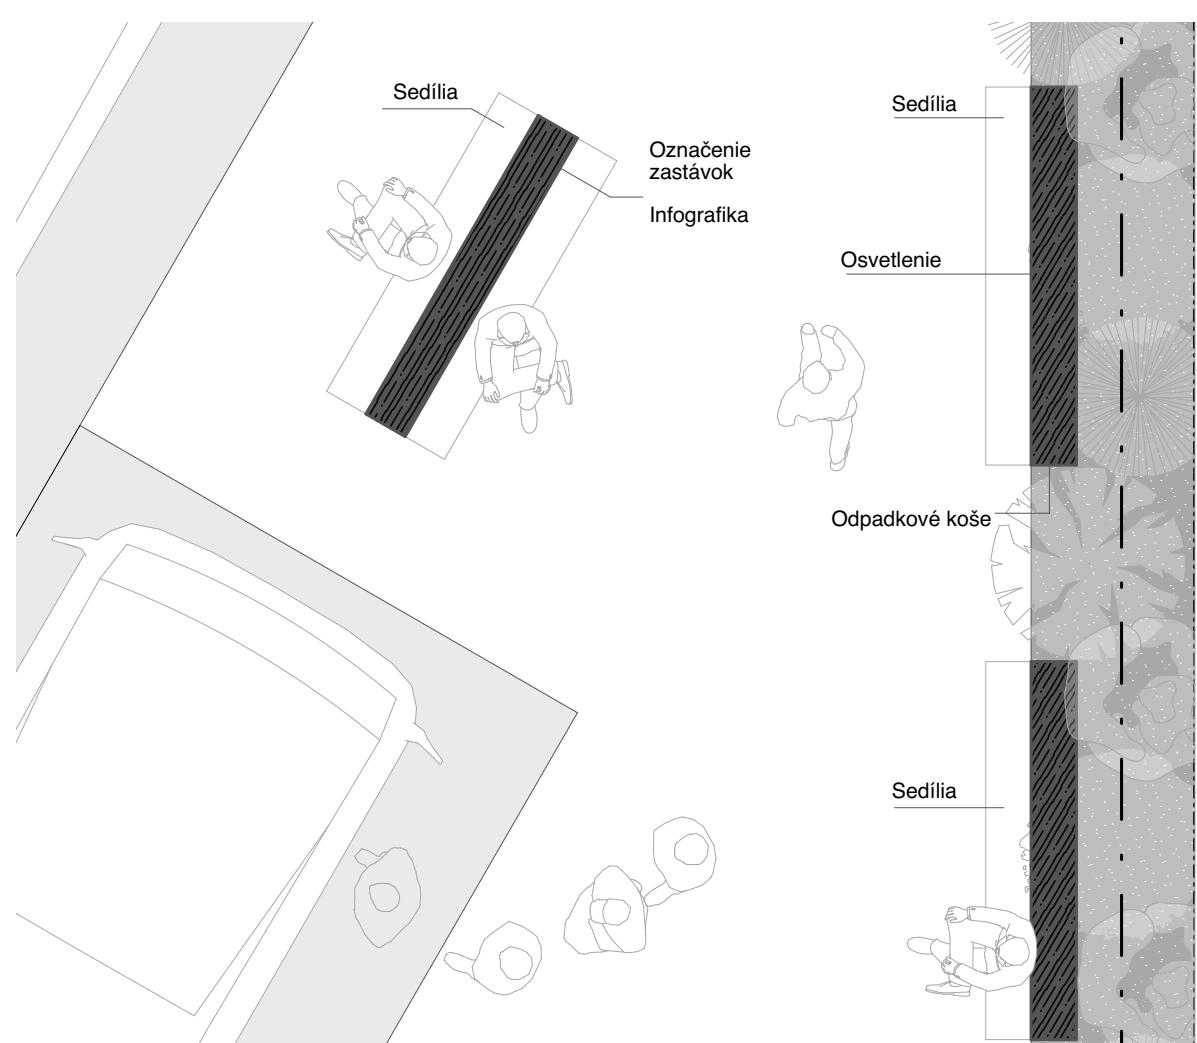 Sedília
Označenie
zastávok
Infografika
Sedília
Osvetlenie
Odpadkové koše
Sedília